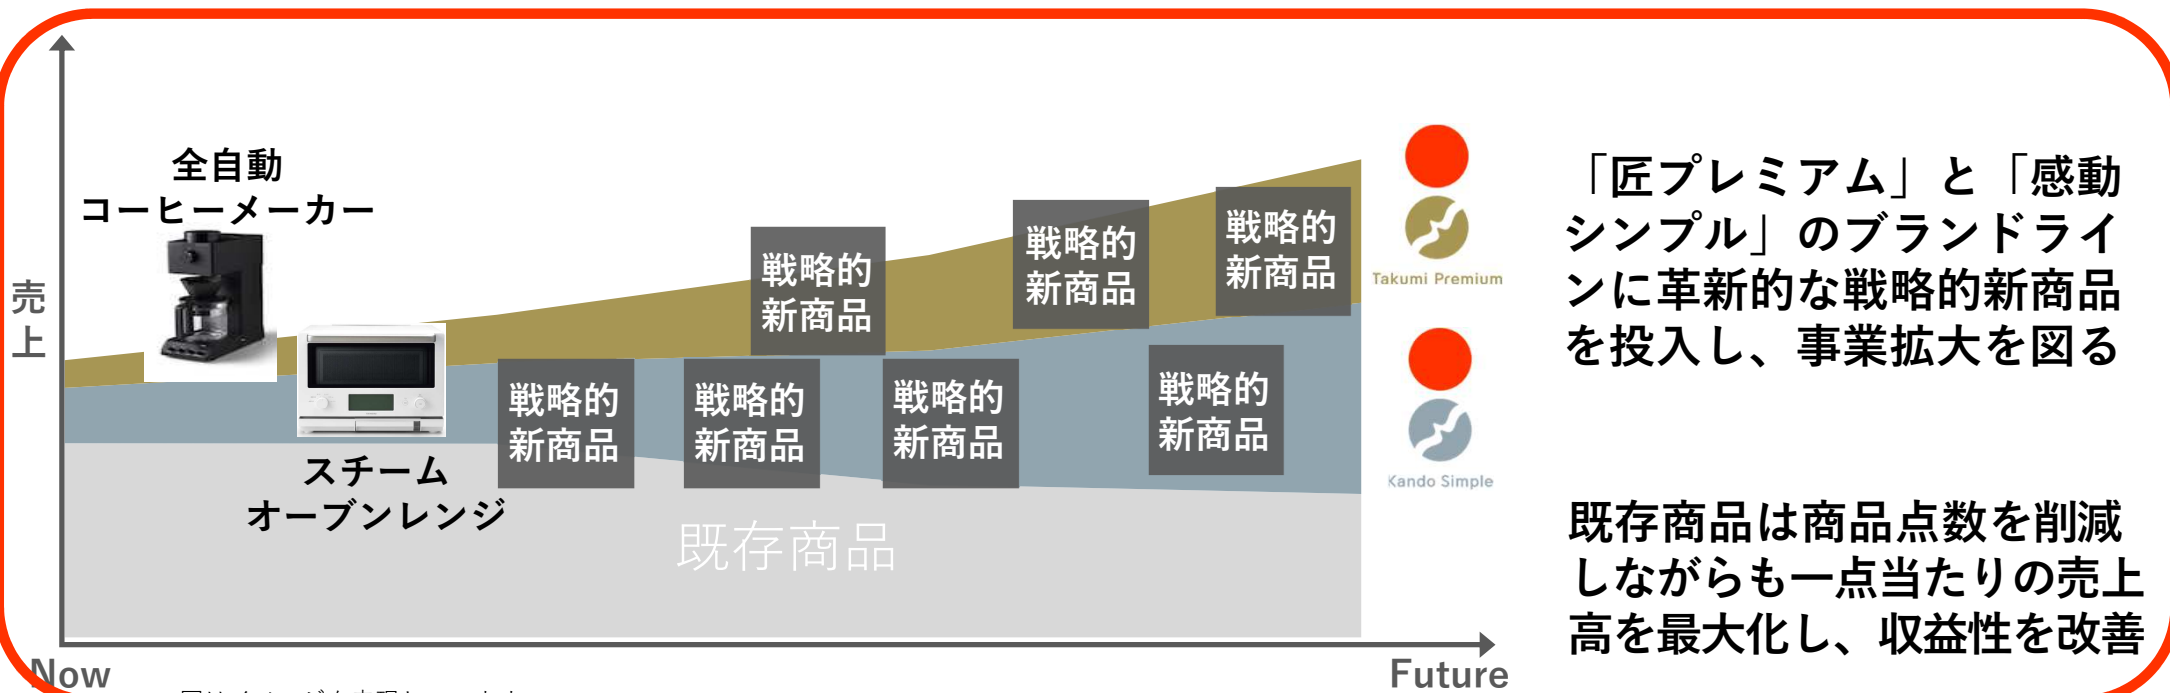 全自動
コーヒーメーカー
売
上
スチーム
オーブンレンジ
戦略的
新商品
戦略的
新商品
戦略的
新商品
戦略的
新商品
戦略的
新商品
戦略的
新商品
戦略的
新商品
既存商品
Takumi Premium
Kando Simple
Now
Future
「匠プレミアム」と「感動
シンプル」のブランドライ
ンに革新的な戦略的新商品
を投入し、事業拡大を図る
既存商品は商品点数を削減
しながらも一点当たりの売上
高を最大化し、収益性を改善